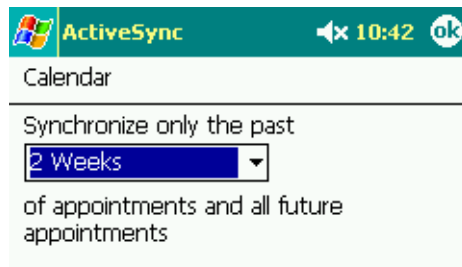 ActiveSync 10:42 ok
Calendar
Synchronize only the past
2 Weeks
of appointments and all future
appointments